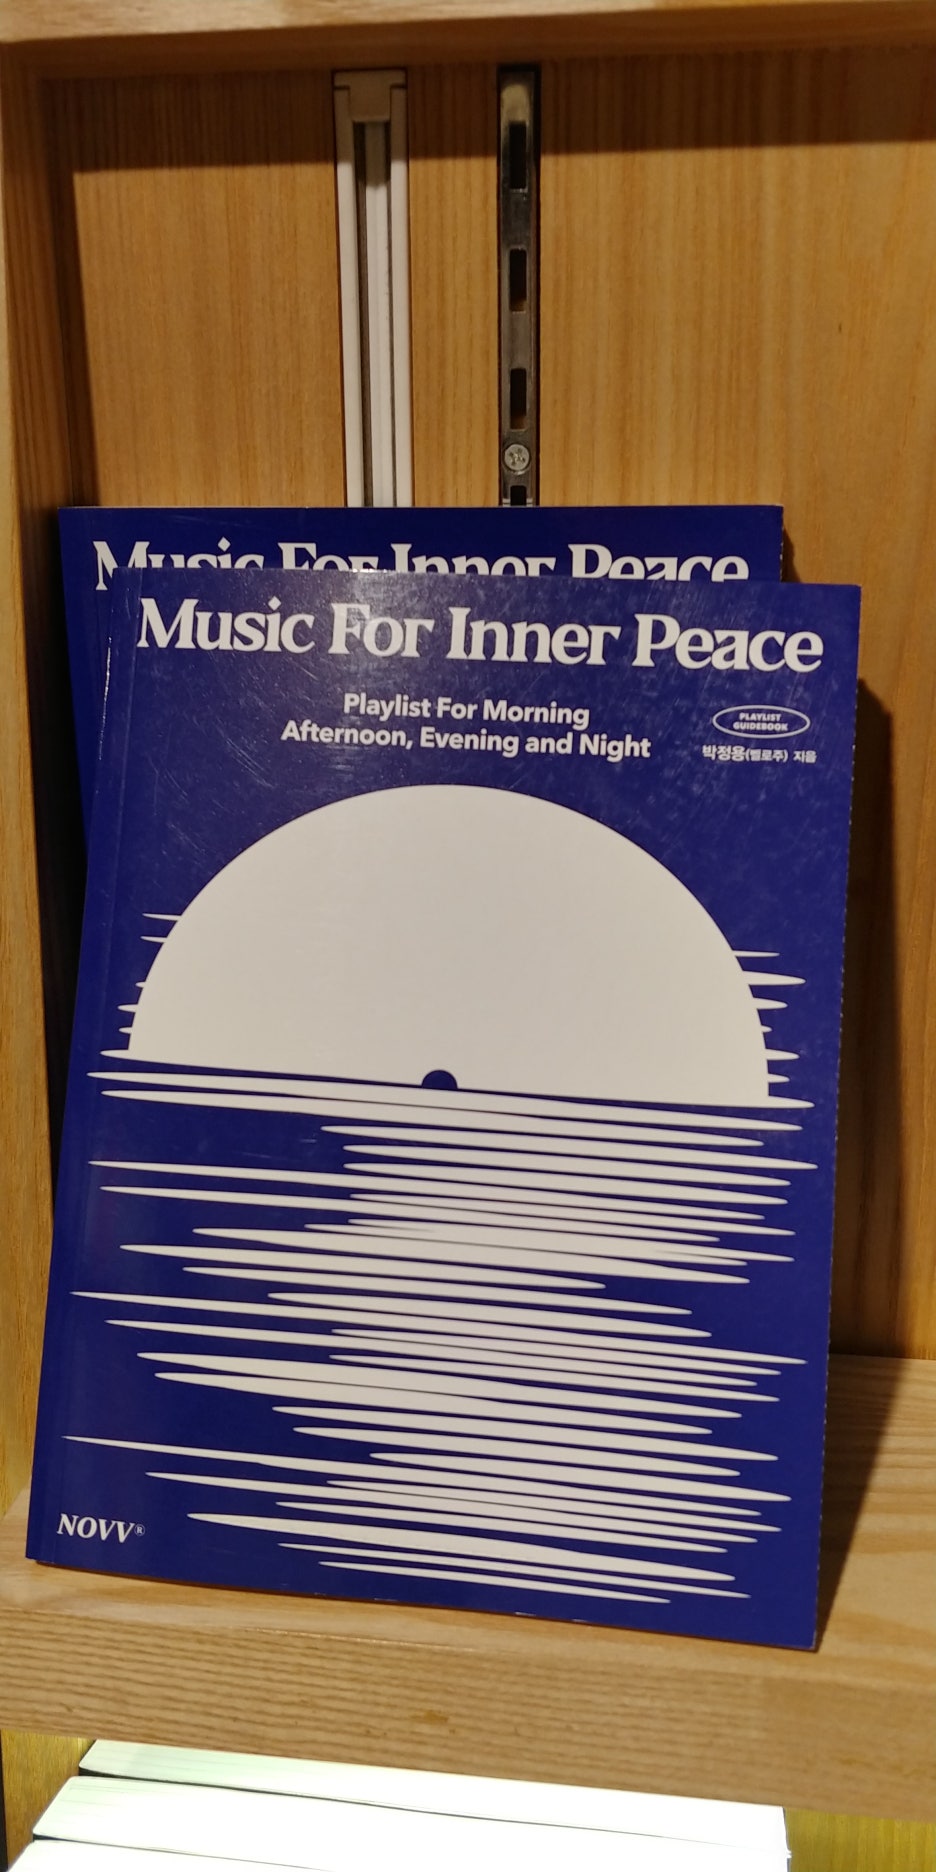 Music For Inner Peace
Music For Inner Peace
Playlist For Morning
Afternoon, Evening and Night
PLAYLIST
GUIDEBOOK
박정용(벨로주) 지음
NOVV®